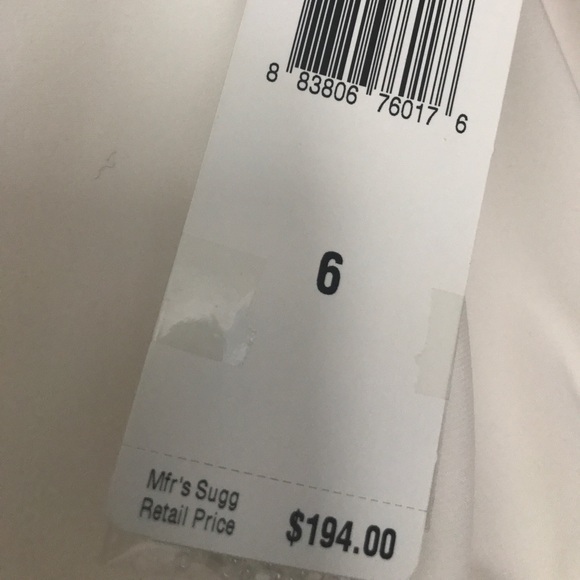 8 83806 76017 6
6
Mfr's Sugg
Retail Price
$194.00